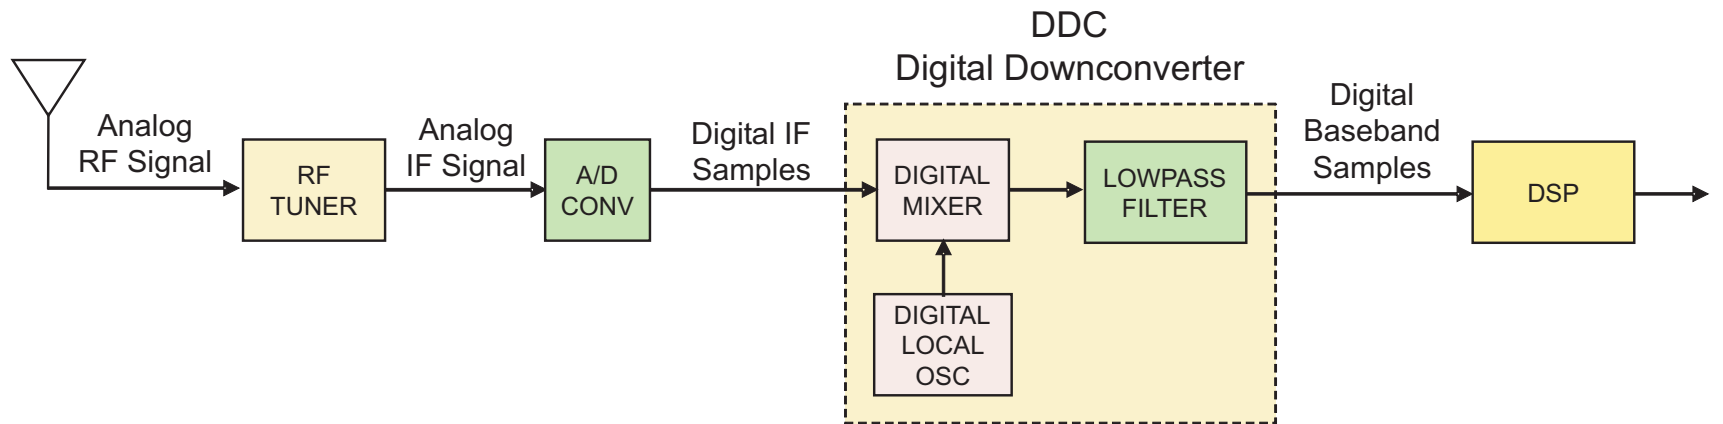 DDC
Digital Downconverter
Analog
RF Signal
RF
TUNER
Analog
IF Signal
A/D
CONV
Digital IF
Samples
DIGITAL
MIXER
DIGITAL
LOCAL
OSC
LOWPASS
FILTER
Digital
Baseband
Samples
DSP